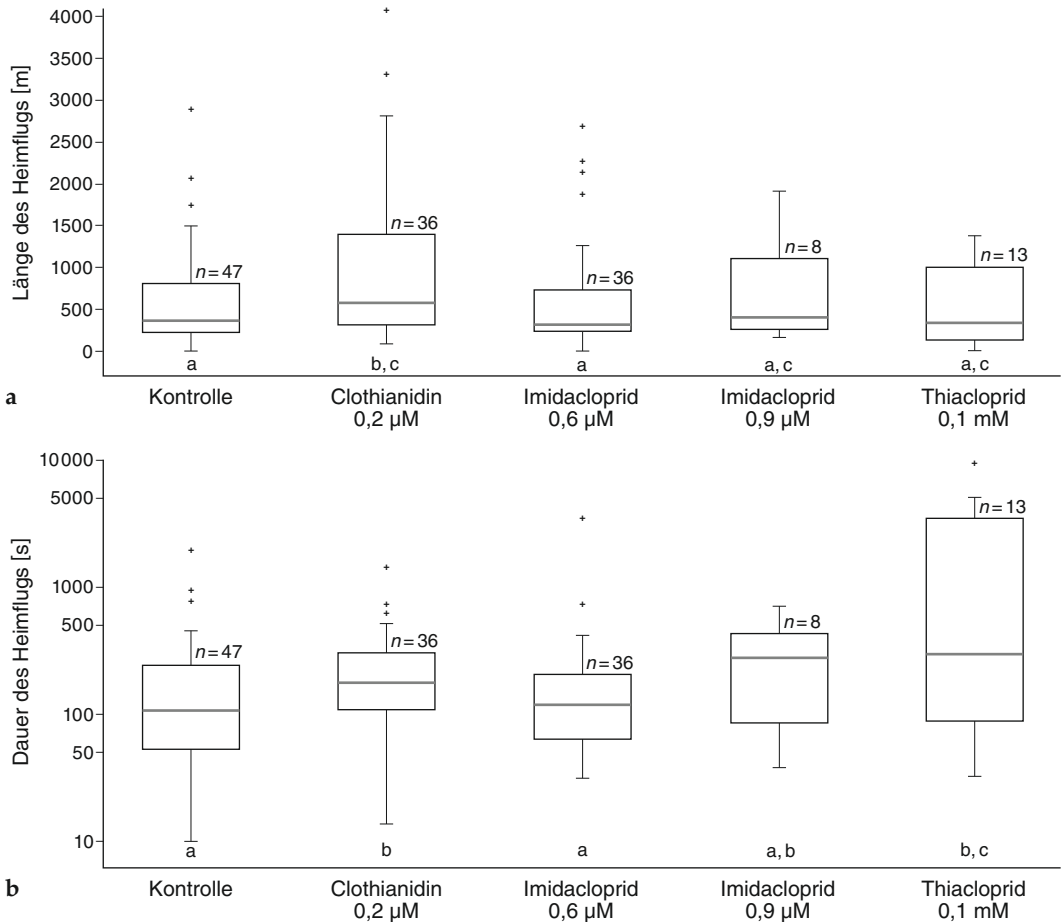 4000
3500
3000
2500
2000
1500
1000
500
0
Länge des Heimflugs [m]
n=47
n=36
n=36
n=8
n=13
a
b, c
a
a, c
a, c
a
Kontrolle
Clothianidin
0,2 µM
Imidacloprid
0,6 µM
Imidacloprid
0,9 µM
Thiacloprid
0,1 mM
10000
5000
1000
500
100
50
10
Dauer des Heimflugs [s]
n=47
n=36
n=36
n=8
n=13
a
b
a
a, b
b, c
b
Kontrolle
Clothianidin
0,2 µM
Imidacloprid
0,6 µM
Imidacloprid
0,9 µM
Thiacloprid
0,1 mM